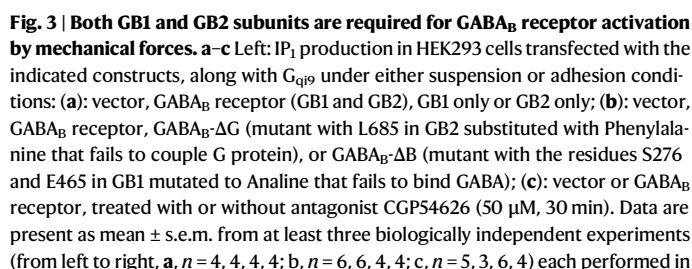 Fig. 3 | Both GB1 and GB2 subunits are required for GABAB receptor activation
by mechanical forces. a–c Left: IP1 production in HEK293 cells transfected with the
indicated constructs, along with Gqi9 under either suspension or adhesion condi-
tions: (a): vector, GABAB receptor (GB1 and GB2), GB1 only or GB2 only; (b): vector,
GABAB receptor, GABAB-ΔG (mutant with L685 in GB2 substituted with Phenylala-
nine that fails to couple G protein), or GABAB-ΔB (mutant with the residues S276
and E465 in GB1 mutated to Analine that fails to bind GABA); (c): vector or GABAB
receptor, treated with or without antagonist CGP54626 (50 μM, 30 min). Data are
present as mean ± s.e.m. from at least three biologically independent experiments
(from left to right, a, n = 4, 4, 4, 4; b, n = 6, 6, 4, 4; c, n = 5, 3, 6, 4) each performed in